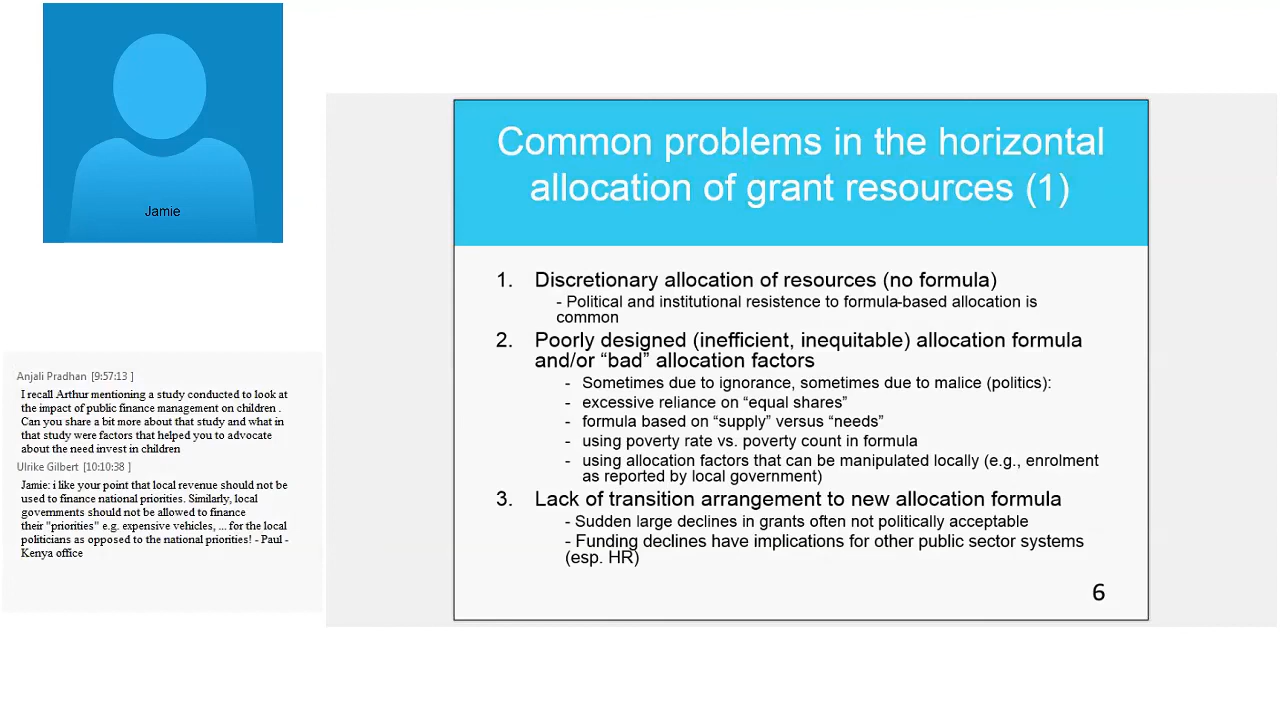 Jamie
Anjali Pradhan [9:57:13 ]
I recall Arthur mentioning a study conducted to look at
the impact of public finance management on children .
Can you share a bit more about that study and what in
that study were factors that helped you to advocate
about the need invest in children
Ulrike Gilbert [10:10:38 ]
Jamie: i like your point that local revenue should not be
used to finance national priorities. Similarly, local
governments should not be allowed to finance
their "priorities" e.g. expensive vehicles, ... for the local
politicians as opposed to the national priorities! - Paul -
Kenya office
Common problems in the horizontal
allocation of grant resources (1)
1. Discretionary allocation of resources (no formula)
- Political and institutional resistence to formula-based allocation is
common
2. Poorly designed (inefficient, inequitable) allocation formula
and/or “bad” allocation factors
- Sometimes due to ignorance, sometimes due to malice (politics):
- excessive reliance on “equal shares”
- formula based on “supply” versus “needs”
- using poverty rate vs. poverty count in formula
- using allocation factors that can be manipulated locally (e.g., enrolment
as reported by local government)
3. Lack of transition arrangement to new allocation formula
- Sudden large declines in grants often not politically acceptable
- Funding declines have implications for other public sector systems
(esp. HR)
6